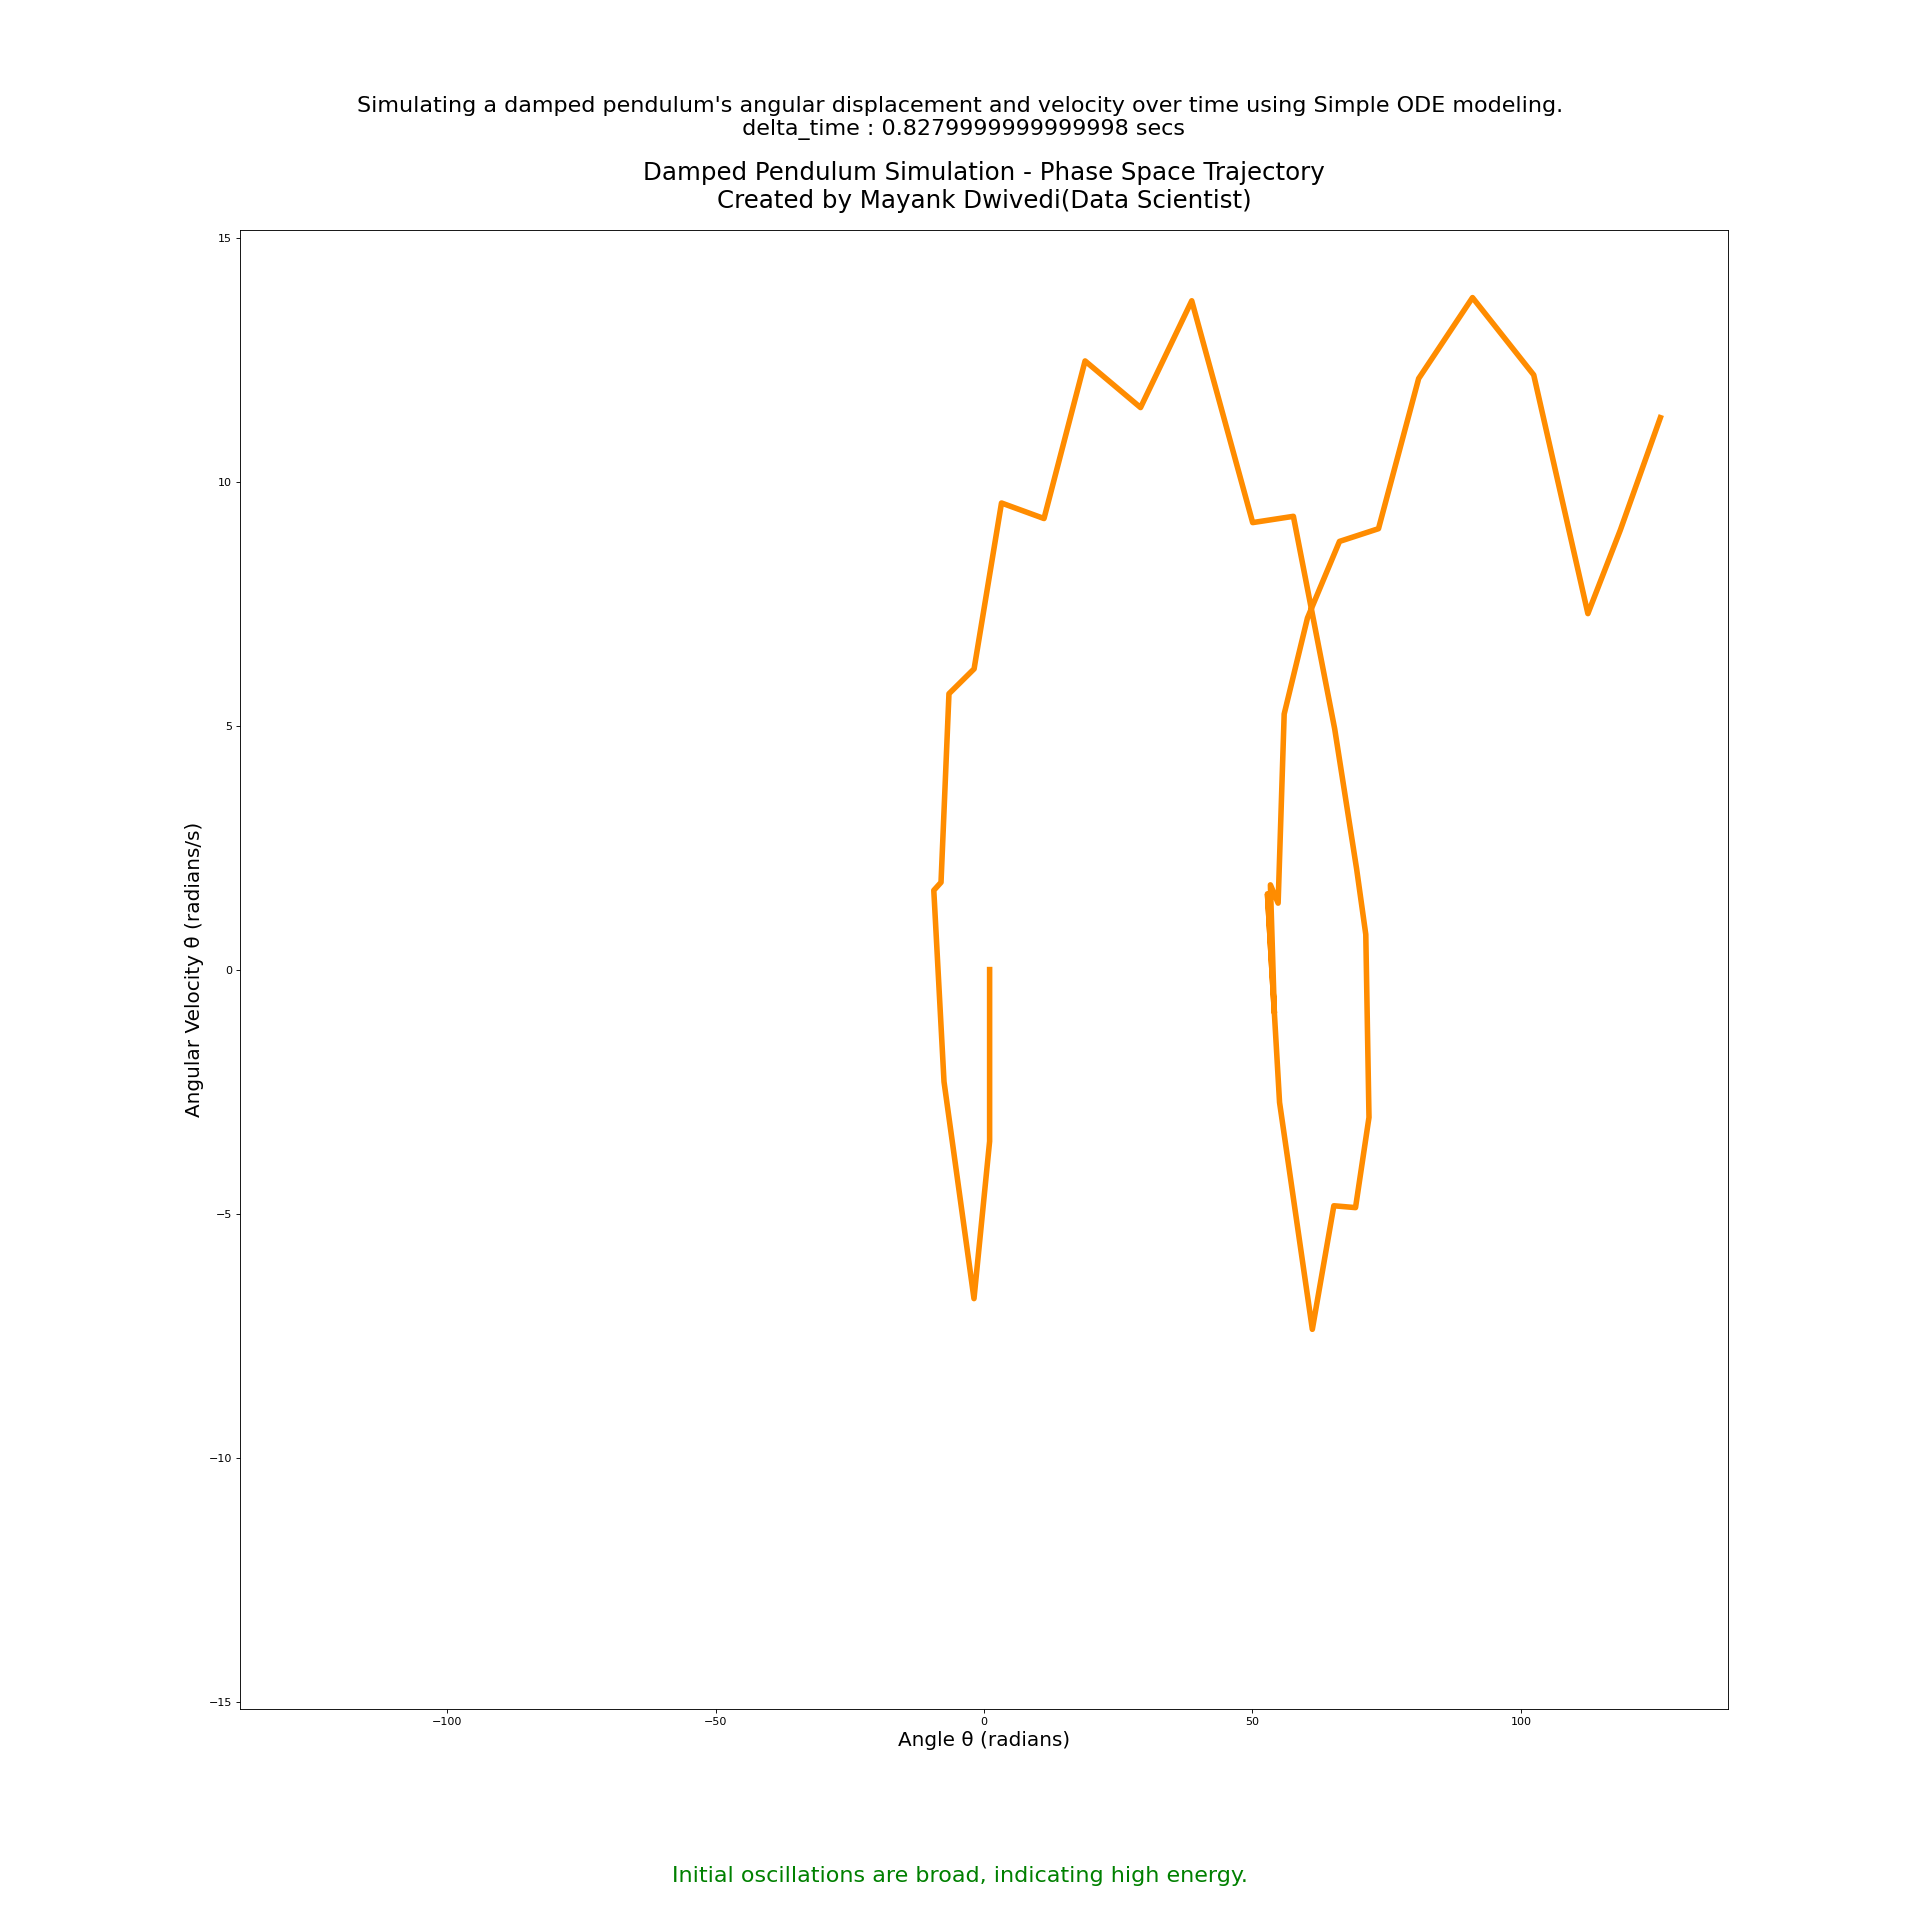 Simulating a damped pendulum's angular displacement and velocity over time using Simple ODE modeling.
delta_time : 0.8279999999999998 secs
Damped Pendulum Simulation - Phase Space Trajectory
Created by Mayank Dwivedi(Data Scientist)
15
10
5
0
−5
−10
−15
Angular Velocity θ (radians/s)
−100
−50
0
50
100
Angle θ (radians)
Initial oscillations are broad, indicating high energy.